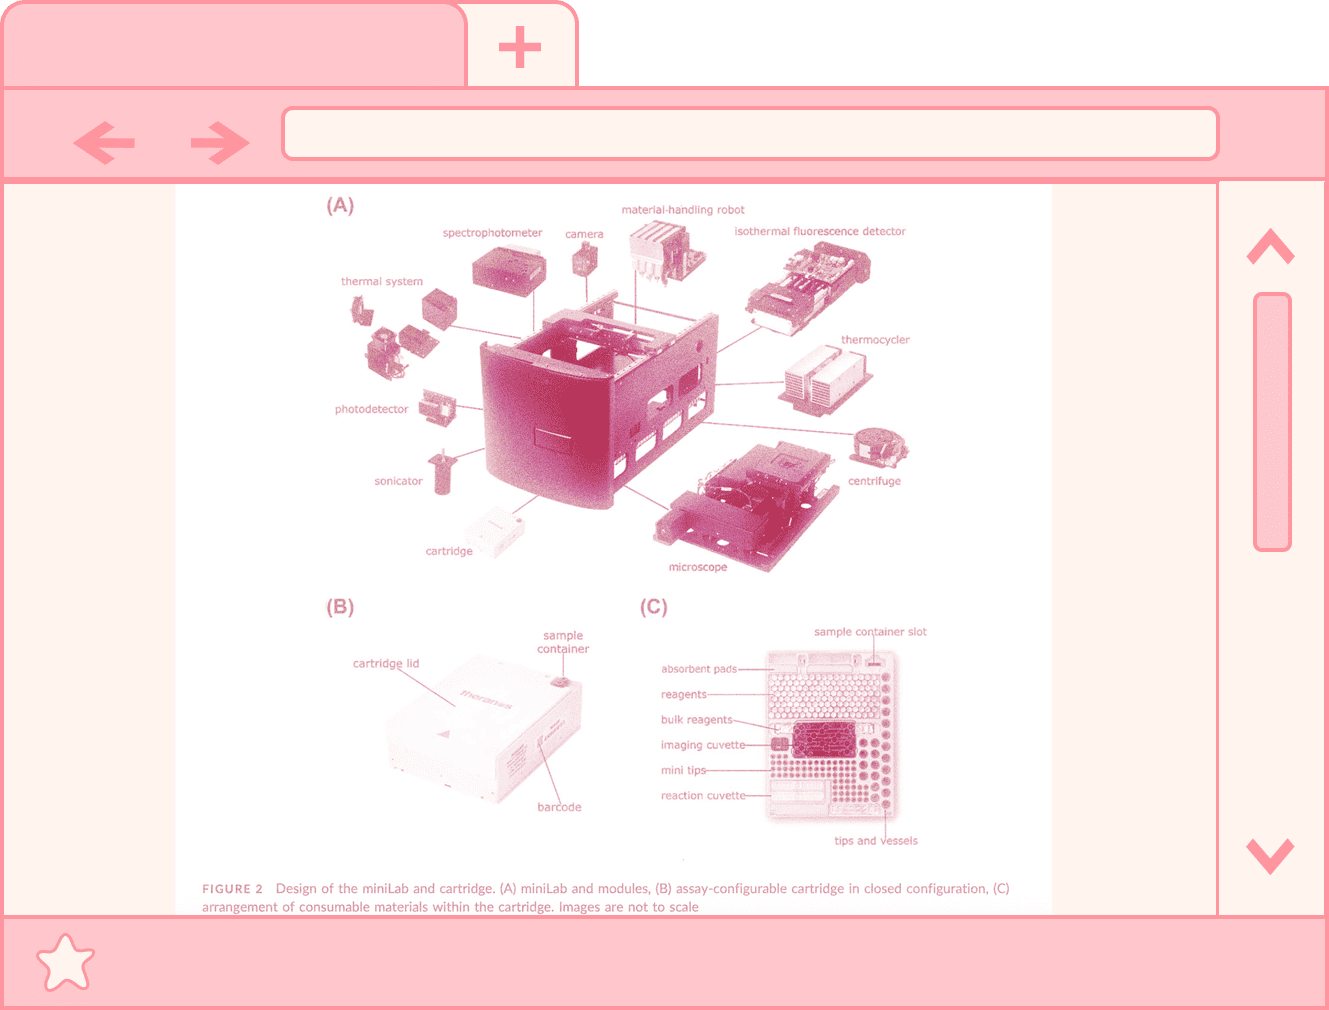 (A)
material-handling robot
spectrophotometer
camera
isothermal fluorescence detector
thermal system
thermocycler
photodetector
sonicator
centrifuge
cartridge
microscope
(B)
(C)
sample
container
cartridge lid
theranos
barcode
sample container slot
absorbent pads
reagents
bulk reagents
imaging cuvette
mini tips
reaction cuvette
tips and vessels
FIGURE 2 Design of the miniLab and cartridge. (A) miniLab and modules, (B) assay-configurable cartridge in closed configuration, (C)
arrangement of consumable materials within the cartridge. Images are not to scale